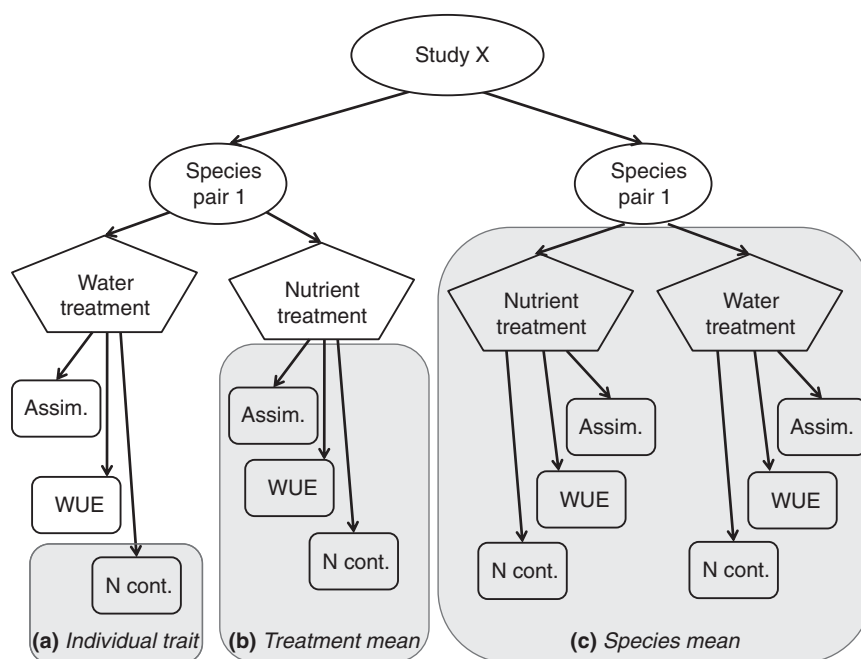 Study X
Species
pair 1
Species
pair 1
Water
treatment
Nutrient
treatment
Nutrient
treatment
Water
treatment
Assim.
WUE
N cont.
Assim.
WUE
N cont.
Assim.
WUE
N cont.
Assim.
WUE
N cont.
(a) Individual trait
(b) Treatment mean
(c) Species mean